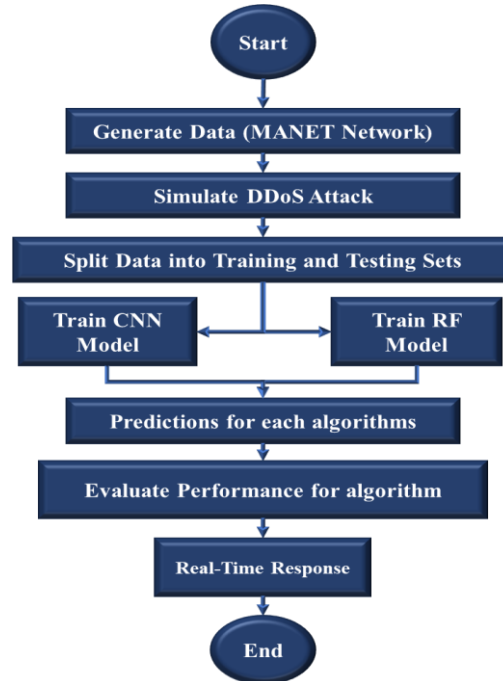 Start
Generate Data (MANET Network)
Simulate DDoS Attack
Split Data into Training and Testing Sets
Train CNN
Model
Train RF
Model
Predictions for each algorithms
Evaluate Performance for algorithm
Real-Time Response
End